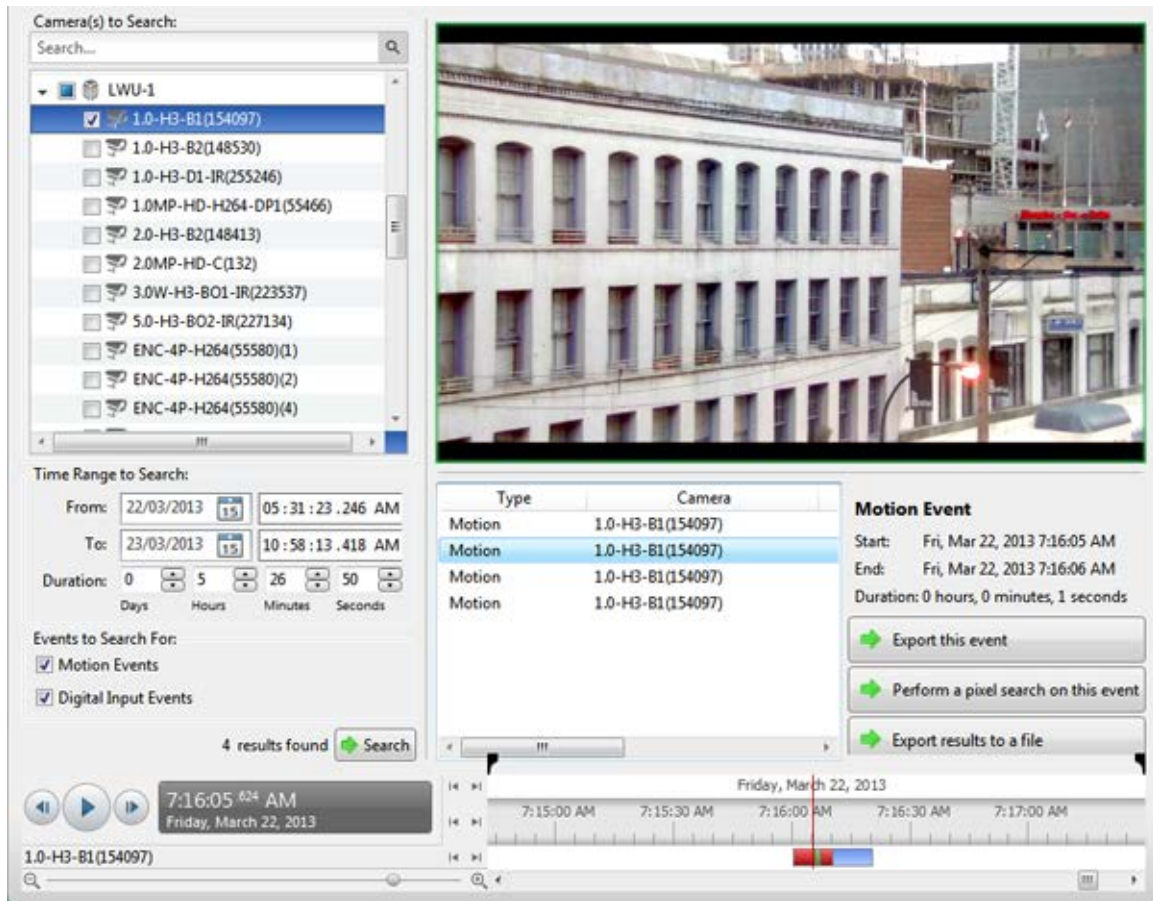 Camera(s) to Search:
Search...
LWU-1
1.0-H3-B1(154097)
1.0-H3-B2(148530)
1.0-H3-D1-IR(255246)
1.0MP-HD-H264-DP1(55466)
2.0-H3-B2(148413)
2.0MP-HD-C(132)
3.0W-H3-BO1-IR(223537)
5.0-H3-BO2-IR(227134)
ENC-4P-H264(55580)(1)
ENC-4P-H264(55580)(2)
ENC-4P-H264(55580)(4)
Time Range to Search:
From: 22/03/2013 15 05:31:23.246 AM
To: 23/03/2013 15 10:58:13.418 AM
Duration: 0 5 26 50
Days Hours Minutes Seconds
Events to Search For:
Motion Events
Digital Input Events
4 results found Search
Type Camera
Motion 1.0-H3-B1(154097)
Motion 1.0-H3-B1(154097)
Motion 1.0-H3-B1(154097)
Motion 1.0-H3-B1(154097)
Motion Event
Start: Fri, Mar 22, 2013 7:16:05 AM
End: Fri, Mar 22, 2013 7:16:06 AM
Duration: 0 hours, 0 minutes, 1 seconds
Export this event
Perform a pixel search on this event
Export results to a file
7:16:05 624 AM
Friday, March 22, 2013
Friday, March 22, 2013
7:15:00 AM 7:15:30 AM 7:16:00 AM 7:16:30 AM 7:17:00 AM
1.0-H3-B1(154097)